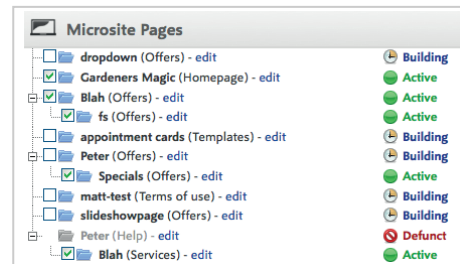 Microsite Pages
dropdown (Offers) - edit Building
Gardeners Magic (Homepage) - edit Active
Blah (Offers) - edit Active
fs (Offers) - edit Active
appointment cards (Templates) - edit Building
Peter (Offers) - edit Building
Specials (Offers) - edit Active
matt-test (Terms of use) - edit Building
slideshowpage (Offers) - edit Building
Peter (Help) - edit Defunct
Blah (Services) - edit Active